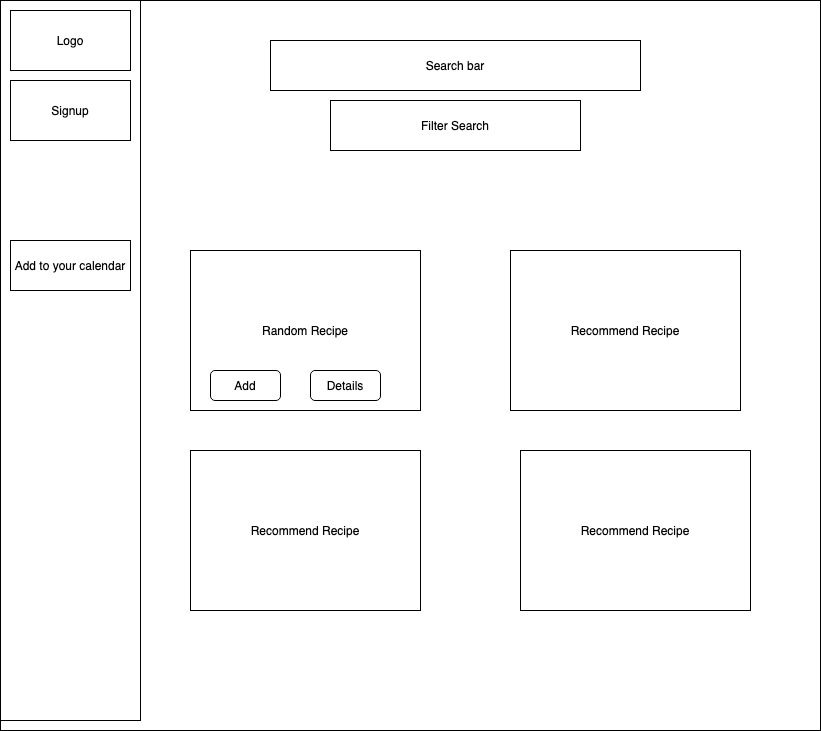 Logo
Signup
Add to your calendar
Search bar
Filter Search
Random Recipe
Add
Details
Recommend Recipe
Recommend Recipe
Recommend Recipe